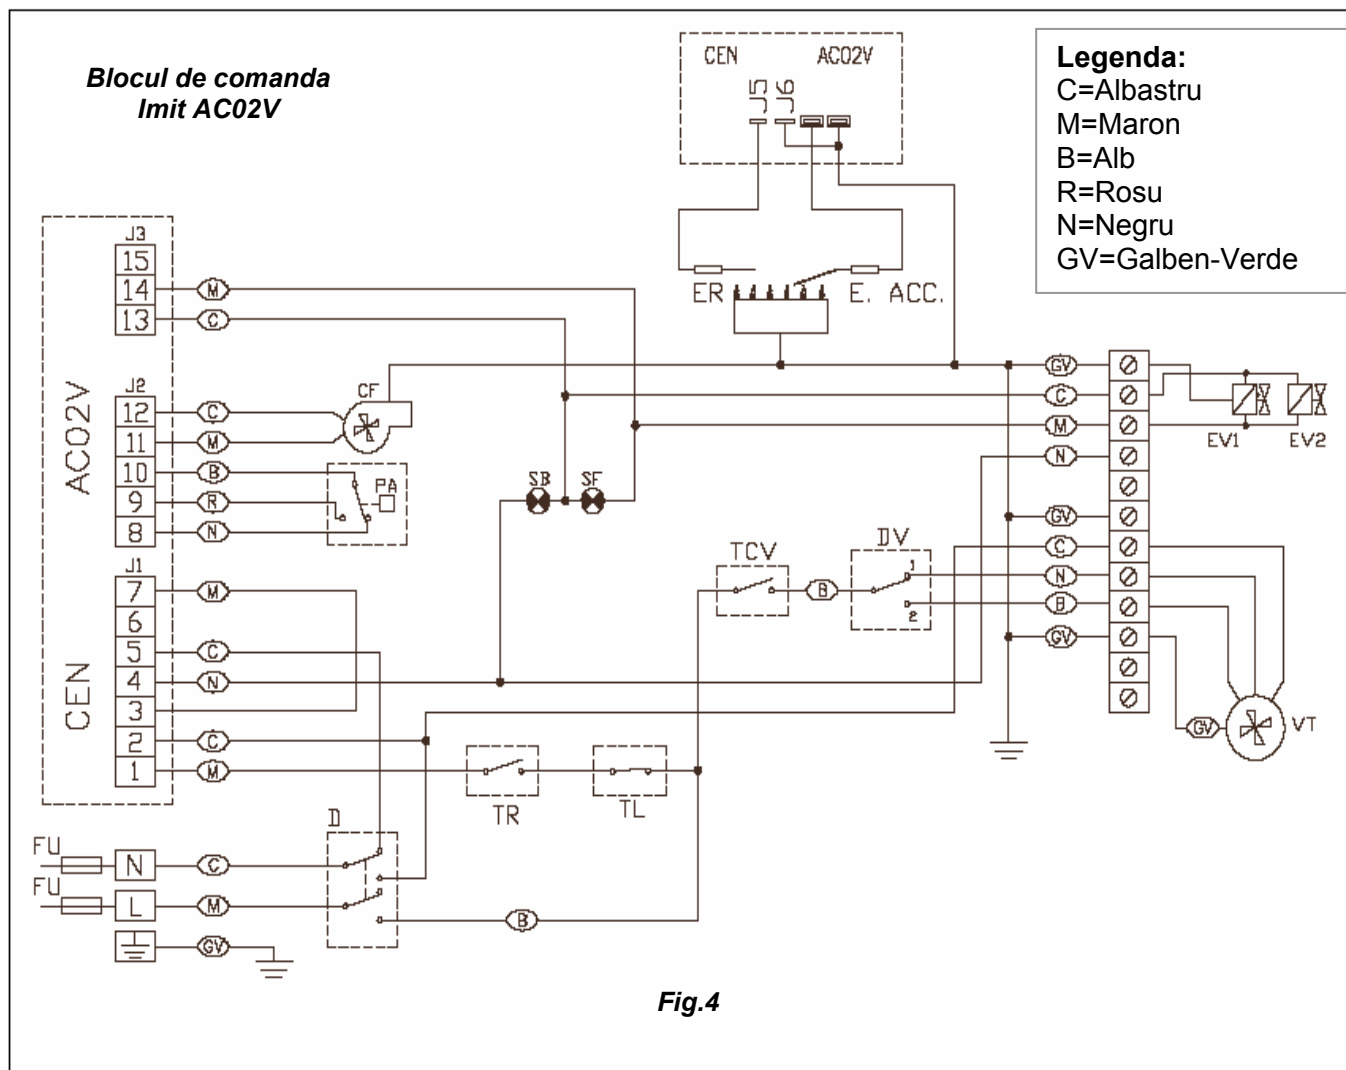 Blocul de comanda
Imit AC02V
CEN AC02V
J5 J6
Legenda:
C=Albastru
M=Maron
B=Alb
R=Rosu
N=Negru
GV=Galben-Verde
ER E. ACC.
AC02V
CEN
J3
15
14 M
13 C
J2
12 C
11 M
10 B
9 R
8 N
CF
PA
J1
7 M
6
5 C
4 N
3
2 C
1 M
SB SF
TCV B DV
1
2
TR TL
GV
C
M
N
GV
C
N
B
GV
EV1 EV2
GV VT
D
FU N C
FU L M
B
GV
Fig.4